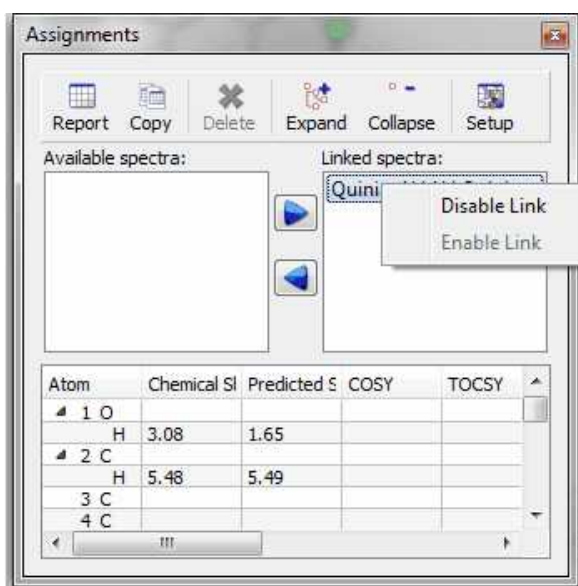 Assignments
Report Copy Delete Expand Collapse Setup
Available spectra: Linked spectra:
Disable Link
Enable Link
Atom Chemical Predicted COSY TOCSY
1 O
H 3.08 1.65
2 C
H 5.48 5.49
3 C
4 C